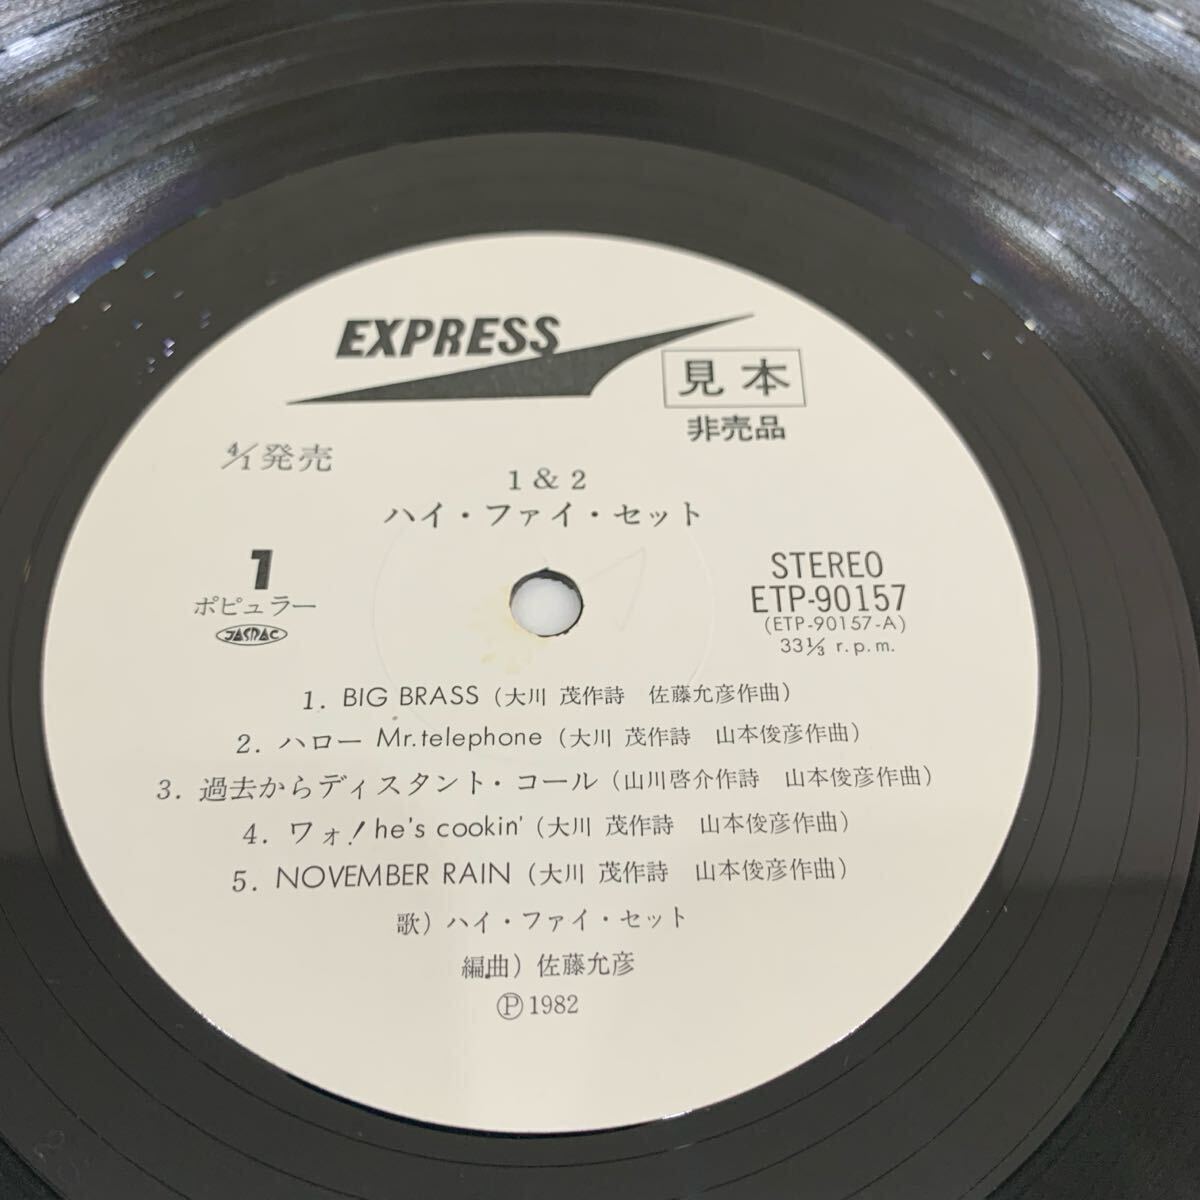 EXPRESS
見本
非売品
4/1発売
1 & 2
ハイ・ファイ・セット
1
ポピュラー
JASRAC
STEREO
ETP-90157
(ETP-90157-A)
33⅓ r.p.m.
1. BIG BRASS (大川 茂作詩 佐藤允彦作曲)
2. ハロー Mr.telephone (大川 茂作詩 山本俊彦作曲)
3. 過去からディスタント・コール (山川啓介作詩 山本俊彦作曲)
4. ワォ! he's cookin' (大川 茂作詩 山本俊彦作曲)
5. NOVEMBER RAIN (大川 茂作詩 山本俊彦作曲)
歌) ハイ・ファイ・セット
編曲) 佐藤允彦
Ⓟ 1982